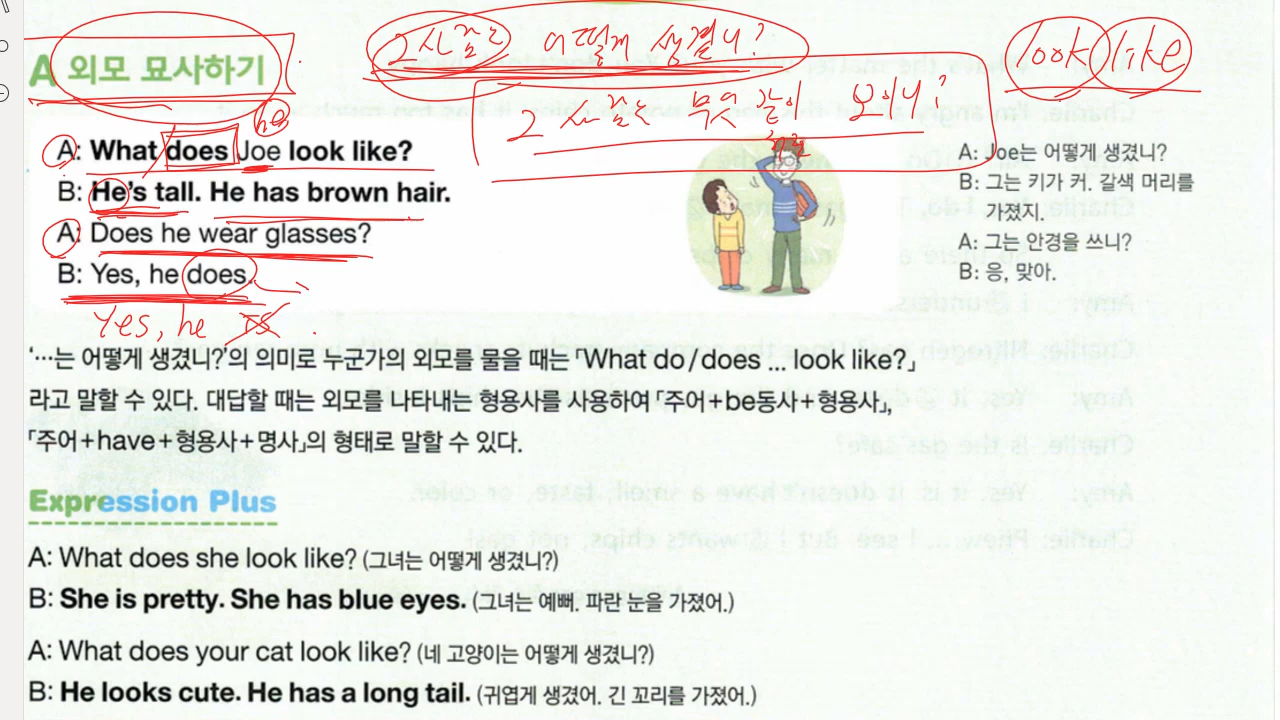 그 사람은 어떻게 생겼니?
look like
A 외모 묘사하기
그 사람은 무엇 같이 보이니?
he
A: What does Joe look like?
B: He's tall. He has brown hair.
A: Does he wear glasses?
B: Yes, he does.
Yes, he is .
A: Joe는 어떻게 생겼니?
B: 그는 키가 커. 갈색 머리를
가졌지.
A: 그는 안경을 쓰니?
B: 응, 맞아.
'…는 어떻게 생겼니?'의 의미로 누군가의 외모를 물을 때는 「What do/does ... look like?」
라고 말할 수 있다. 대답할 때는 외모를 나타내는 형용사를 사용하여 「주어+be동사+형용사」,
「주어+have+형용사+명사」의 형태로 말할 수 있다.
Expression Plus
A: What does she look like? (그녀는 어떻게 생겼니?)
B: She is pretty. She has blue eyes. (그녀는 예뻐. 파란 눈을 가졌어.)
A: What does your cat look like? (네 고양이는 어떻게 생겼니?)
B: He looks cute. He has a long tail. (귀엽게 생겼어. 긴 꼬리를 가졌어.)